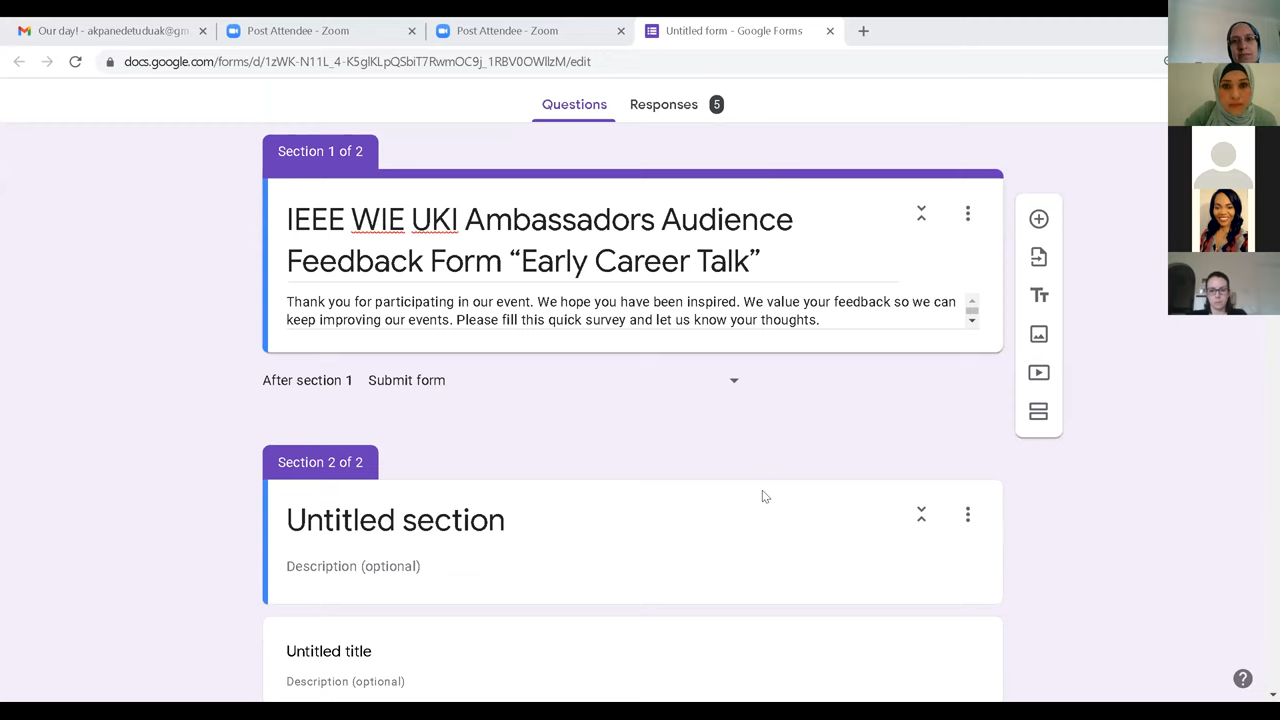 Our day! - akpanedetuduak@gm
Post Attendee - Zoom
Post Attendee - Zoom
Untitled form - Google Forms
docs.google.com/forms/d/1zWK-N11L_4-K5glKLpQSbiT7RwmOC9j_1RBV0OWllzM/edit
Questions
Responses 5
Section 1 of 2
IEEE WIE UKI Ambassadors Audience
Feedback Form “Early Career Talk”
Thank you for participating in our event. We hope you have been inspired. We value your feedback so we can
keep improving our events. Please fill this quick survey and let us know your thoughts.
After section 1 Submit form
Section 2 of 2
Untitled section
Description (optional)
Untitled title
Description (optional)